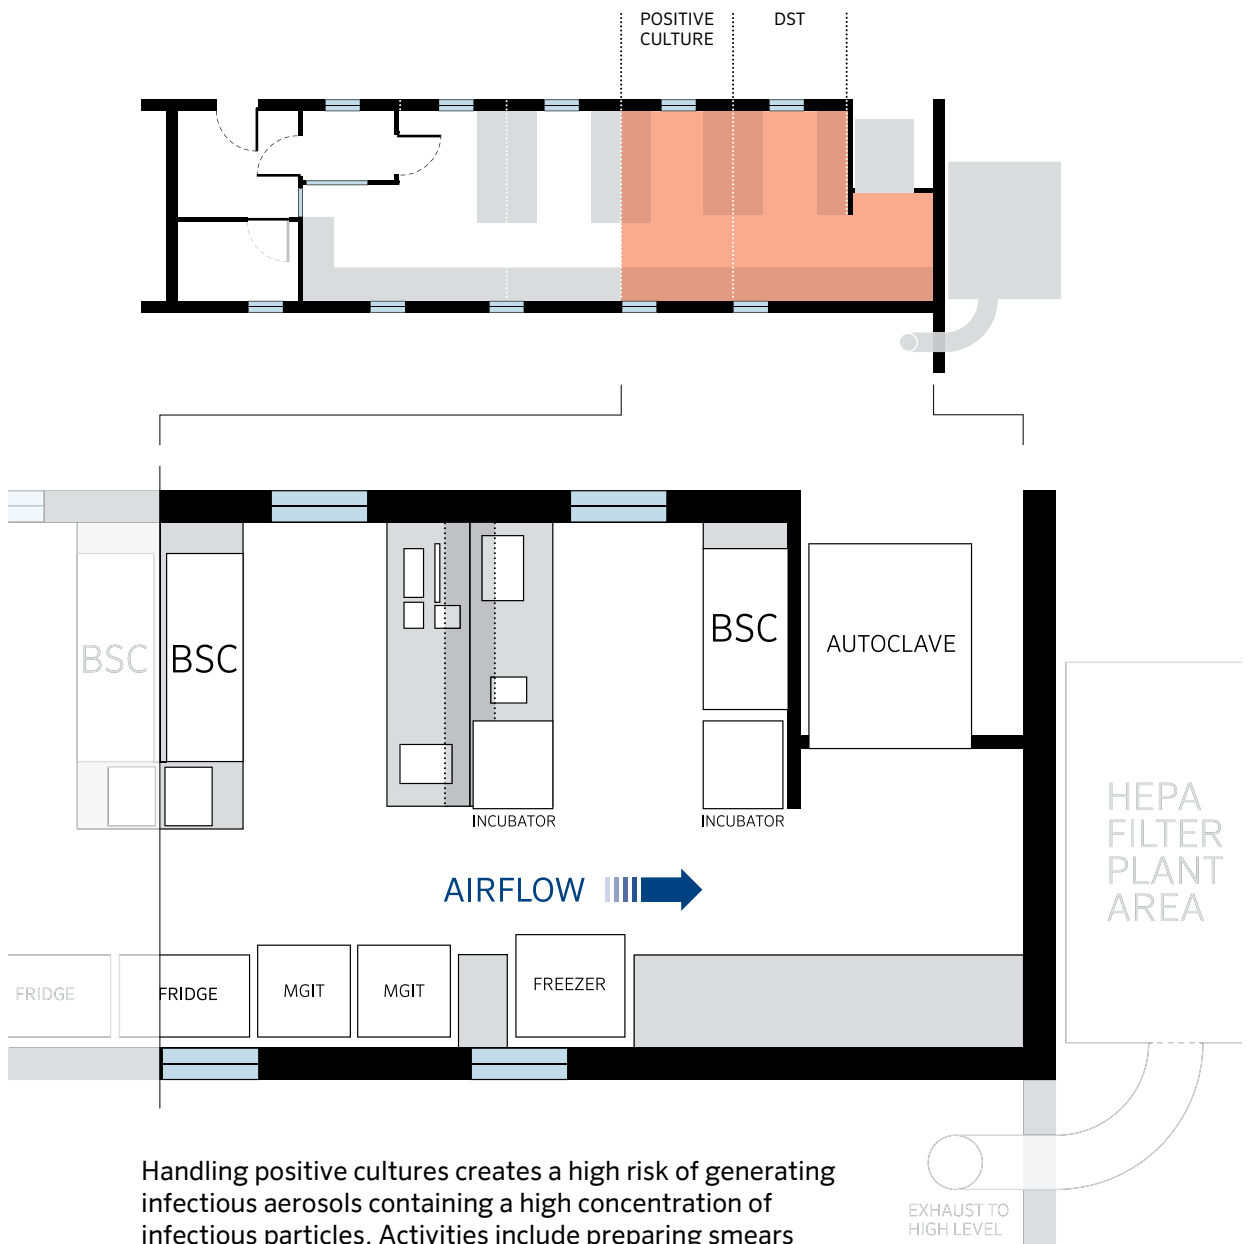 POSITIVE
CULTURE
DST
BSC
BSC
BSC
AUTOCLAVE
INCUBATOR
INCUBATOR
HEPA
FILTER
PLANT
AREA
AIRFLOW
FRIDGE
FRIDGE
MGIT
MGIT
FREEZER
Handling positive cultures creates a high risk of generating
infectious aerosols containing a high concentration of
infectious particles. Activities include preparing smears
EXHAUST TO
HIGH LEVEL